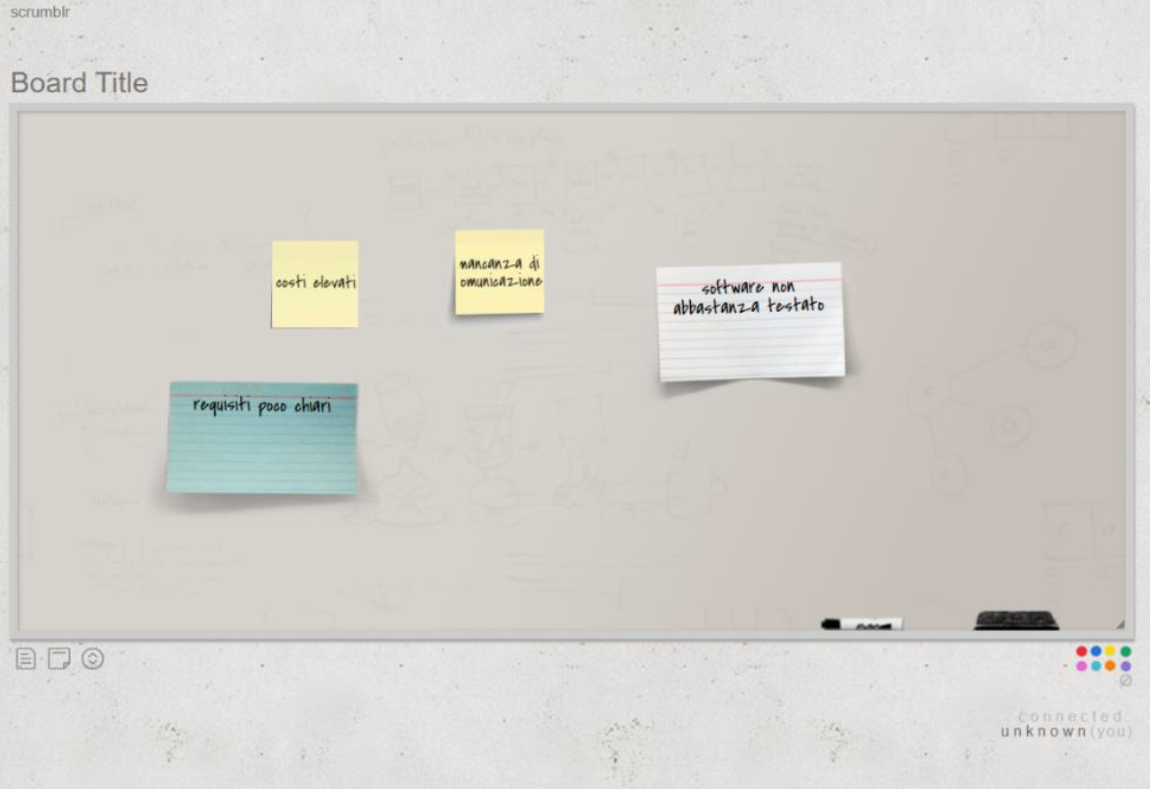 scrumblr
Board Title
costi elevati
mancanza di
omunicazione
software non
abbastanza testato
requisiti poco chiari
connected
unknown(you)